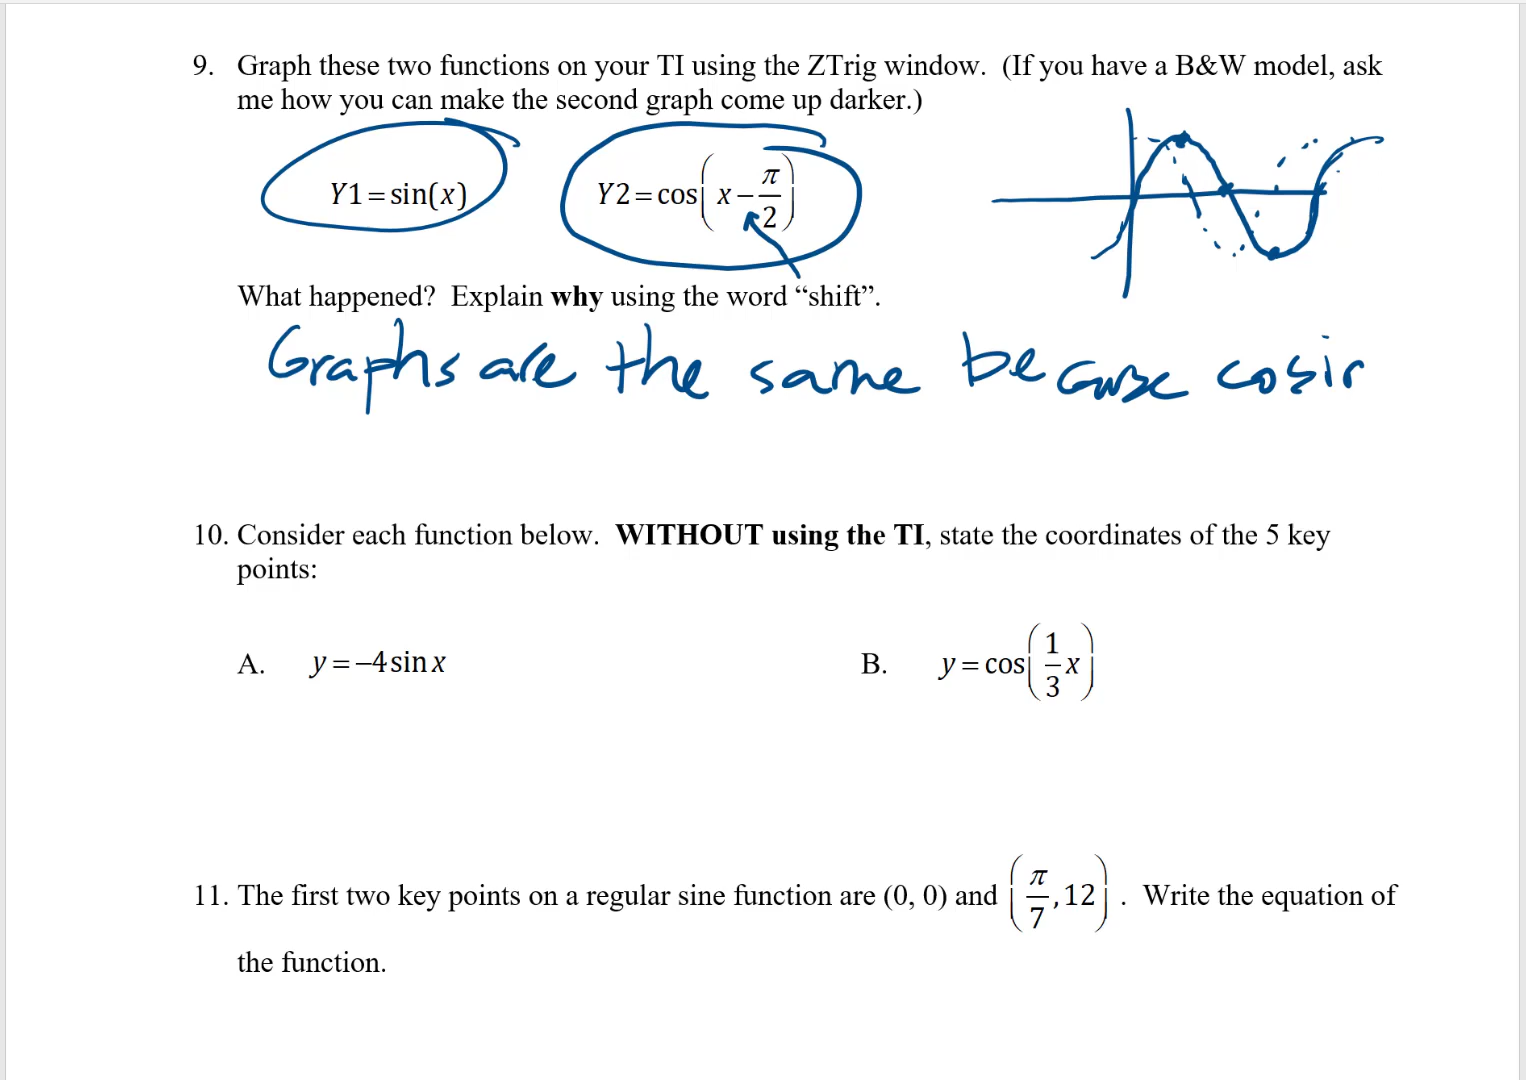 9. Graph these two functions on your TI using the ZTrig window. (If you have a B&W model, ask
me how you can make the second graph come up darker.)
Y1=sin(x) Y2=cos(x-π/2)
What happened? Explain why using the word “shift”.
Graphs are the same because cosin
10. Consider each function below. WITHOUT using the TI, state the coordinates of the 5 key
points:
A. y=-4sinx B. y=cos(1/3x)
11. The first two key points on a regular sine function are (0, 0) and (π/7,12). Write the equation of
the function.